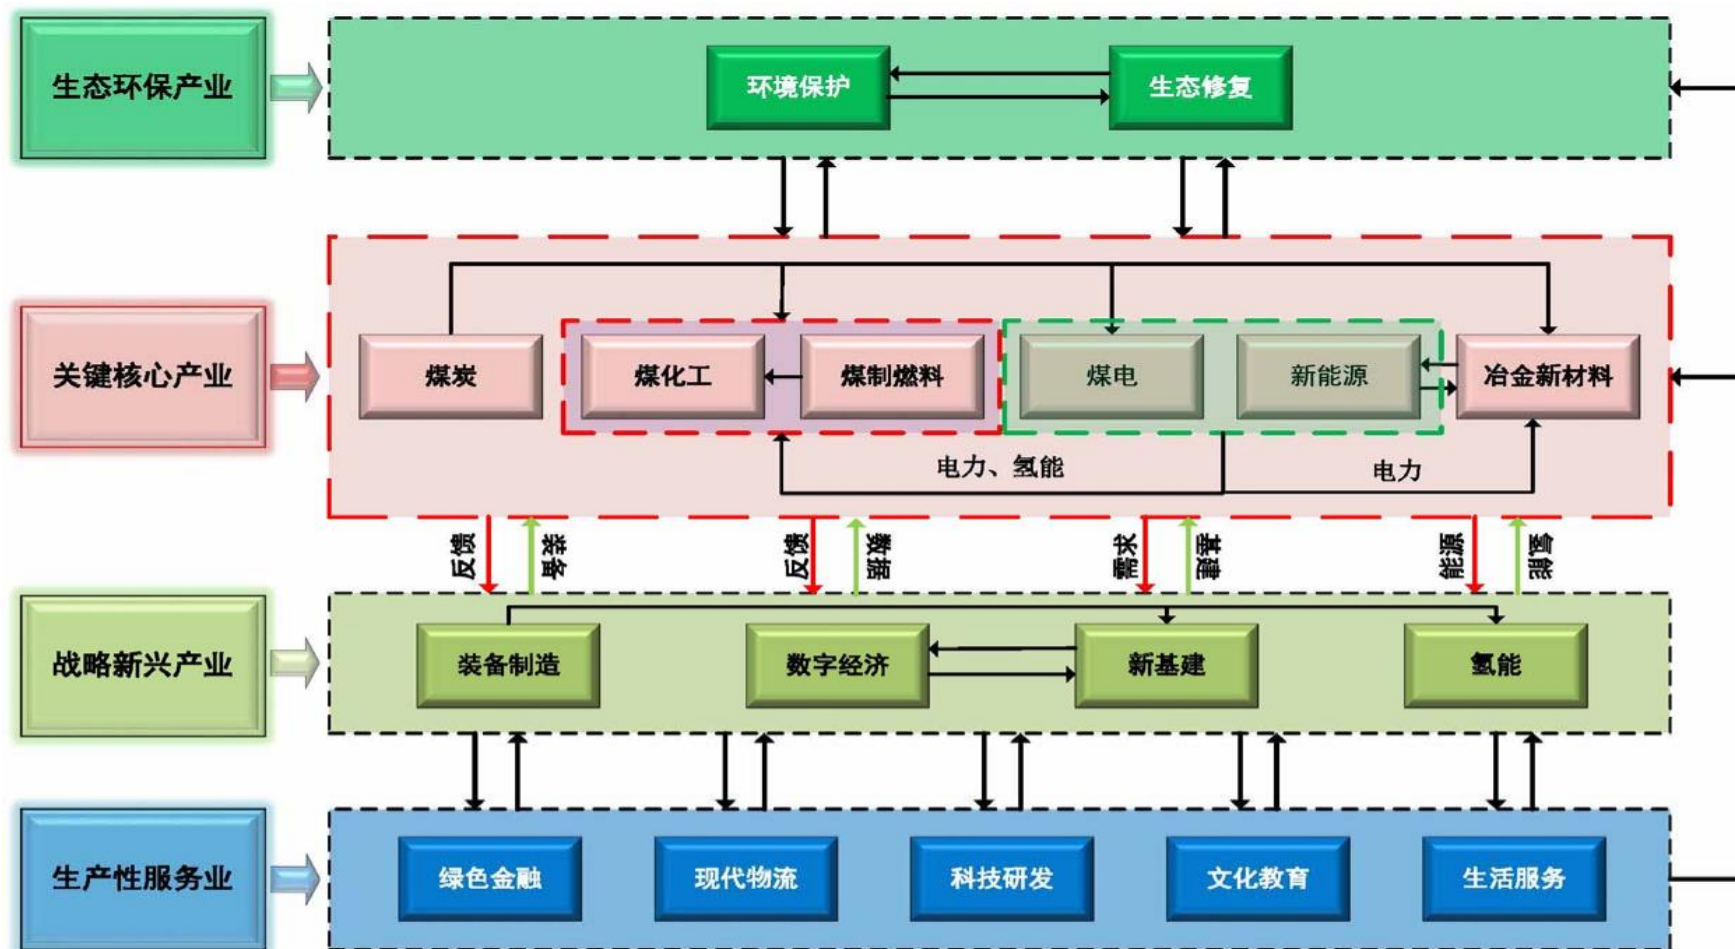 生态环保产业
环境保护
生态修复
关键核心产业
煤炭
煤化工
煤制燃料
煤电
新能源
冶金新材料
电力、氢能
电力
反馈
装备
反馈
数据
需求
基建
能源
氢能
战略新兴产业
装备制造
数字经济
新基建
氢能
生产性服务业
绿色金融
现代物流
科技研发
文化教育
生活服务